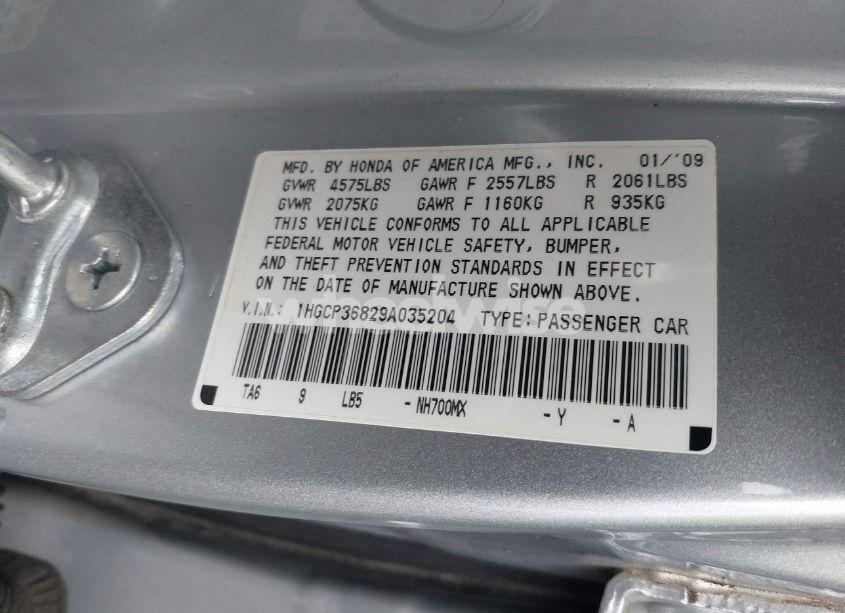 MFD. BY HONDA OF AMERICA MFG., INC. 01/'09
GVWR 4575LBS GAWR F 2557LBS R 2061LBS
GVWR 2075KG GAWR F 1160KG R 935KG
THIS VEHICLE CONFORMS TO ALL APPLICABLE
FEDERAL MOTOR VEHICLE SAFETY, BUMPER,
AND THEFT PREVENTION STANDARDS IN EFFECT
ON THE DATE OF MANUFACTURE SHOWN ABOVE.
V.I.N.: 1HGCP36829A035204 TYPE:PASSENGER CAR
TA6 9 LB5 -NH700MX -Y -A